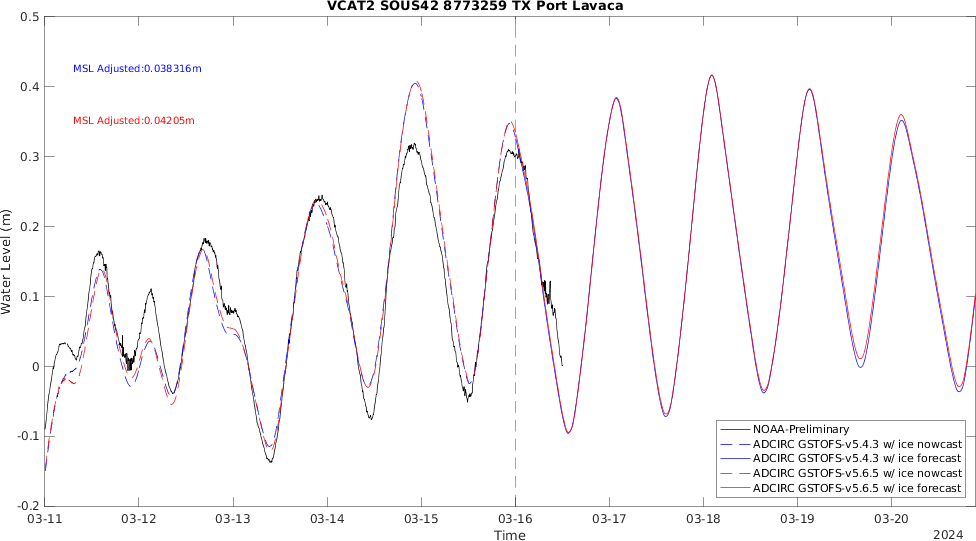 VCAT2 SOUS42 8773259 TX Port Lavaca
0.5
0.4
0.3
0.2
0.1
0
-0.1
-0.2
Water Level (m)
MSL Adjusted:0.038316m
MSL Adjusted:0.04205m
NOAA-Preliminary
ADCIRC GSTOFS-v5.4.3 w/ ice nowcast
ADCIRC GSTOFS-v5.4.3 w/ ice forecast
ADCIRC GSTOFS-v5.6.5 w/ ice nowcast
ADCIRC GSTOFS-v5.6.5 w/ ice forecast
03-11 03-12 03-13 03-14 03-15 03-16 03-17 03-18 03-19 03-20
Time
2024